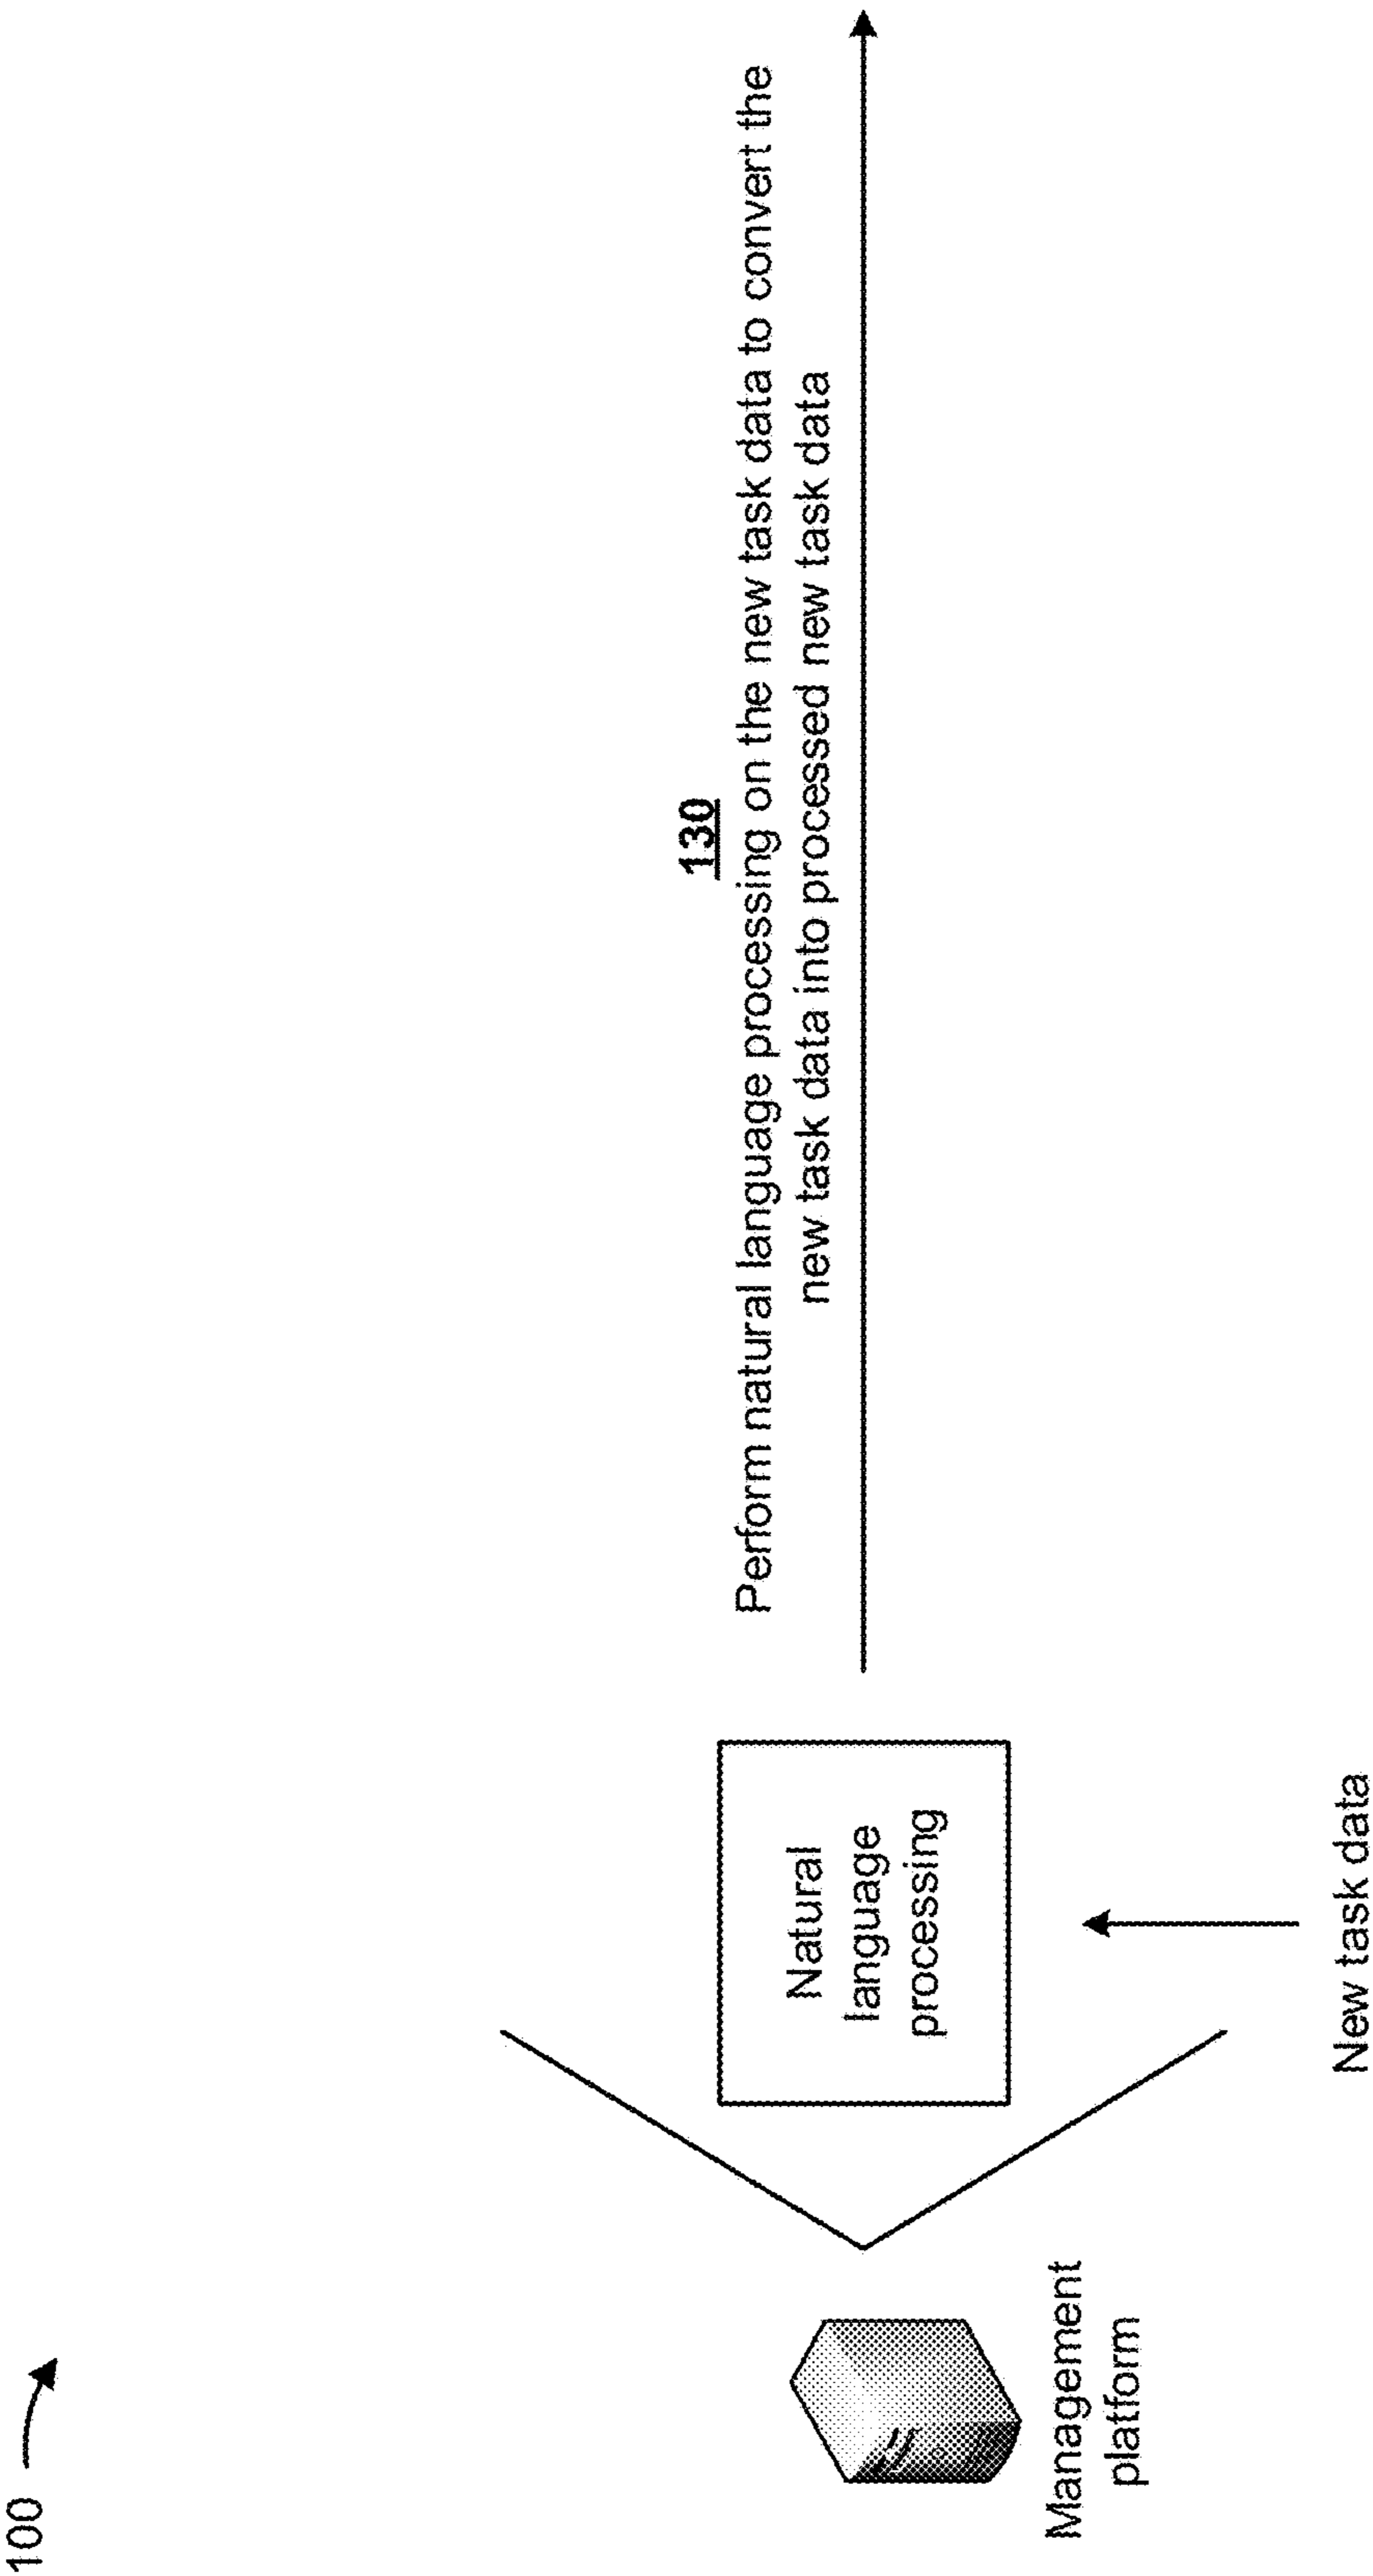 100
130
Perform natural language processing on the new task data to convert the
new task data into processed new task data
Natural
language
processing
Management
platform
New task data